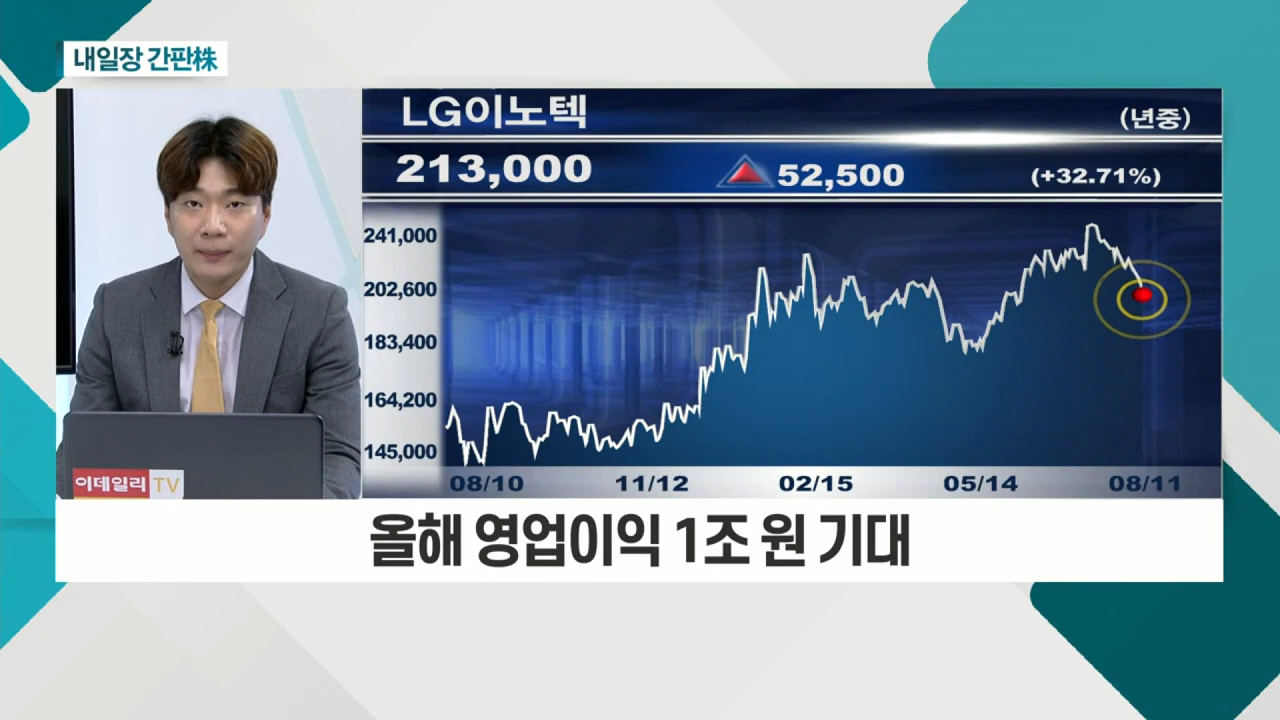 내일장 간판株
LG이노텍
(년중)
213,000 52,500 (+32.71%)
241,000
202,600
183,400
164,200
145,000
08/10 11/12 02/15 05/14 08/11
이데일리 TV
올해 영업이익 1조 원 기대